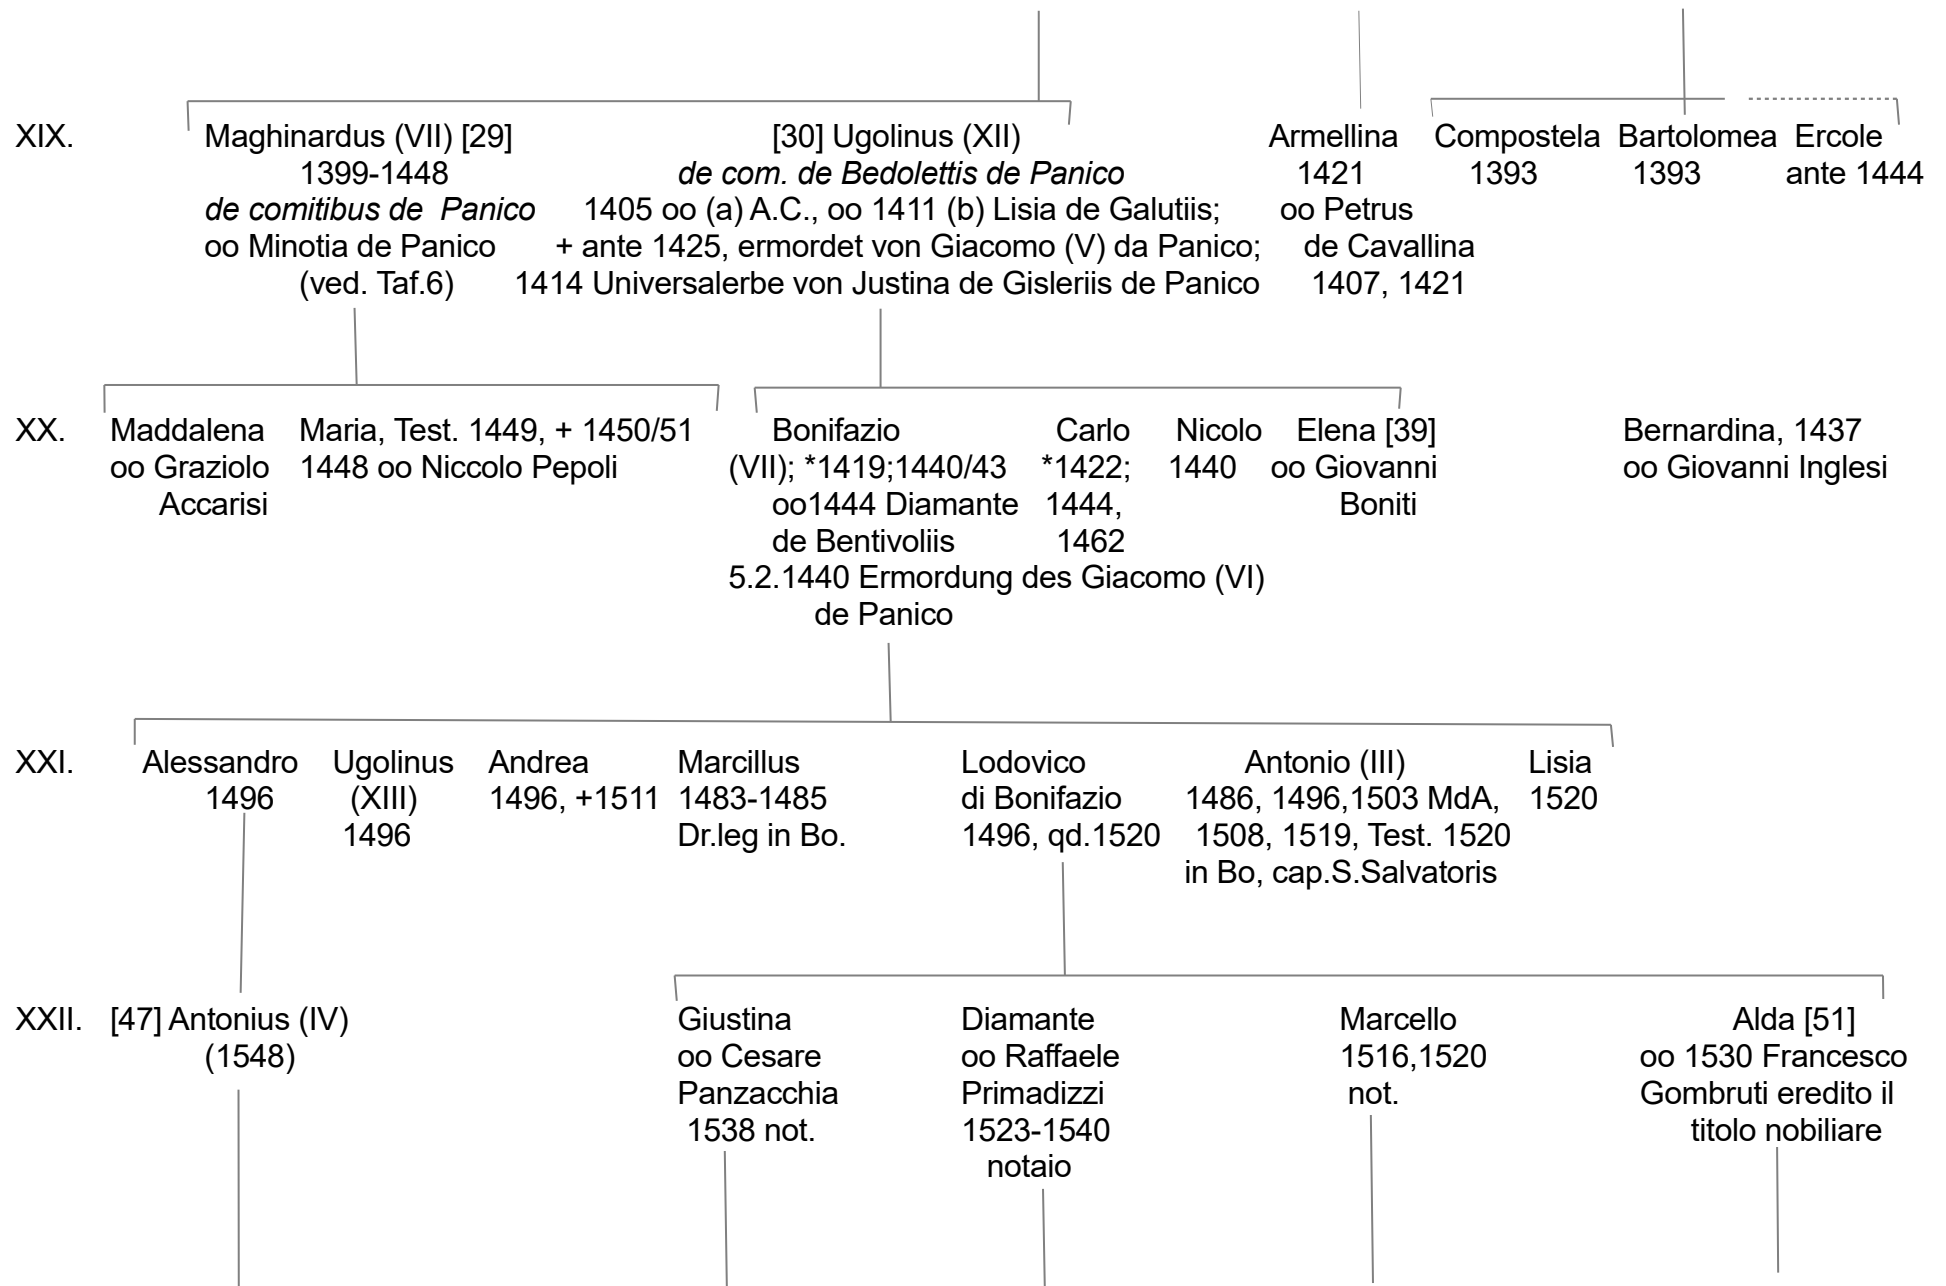 XIX.
Maghinardus (VII) [29]
1399-1448
de comitibus de Panico
oo Minotia de Panico
(ved. Taf.6)
[30] Ugolinus (XII)
de com. de Bedolettis de Panico
1405 oo (a) A.C., oo 1411 (b) Lisia de Galutiis;
+ ante 1425, ermordet von Giacomo (V) da Panico;
1414 Universalerbe von Justina de Gisleriis de Panico
Armellina
1421
oo Petrus
de Cavallina
1407, 1421
Compostela
1393
Bartolomea
1393
Ercole
ante 1444
XX.
Maddalena
oo Graziolo
Accarisi
Maria, Test. 1449, + 1450/51
1448 oo Niccolo Pepoli
Bonifazio
(VII); *1419;1440/43
oo1444 Diamante
de Bentivoliis
Carlo
*1422;
1444,
1462
Nicolo
1440
Elena [39]
oo Giovanni
Boniti
5.2.1440 Ermordung des Giacomo (VI)
de Panico
Bernardina, 1437
oo Giovanni Inglesi
XXI.
Alessandro
1496
Ugolinus
(XIII)
1496
Andrea
1496, +1511
Marcillus
1483-1485
Dr.leg in Bo.
Lodovico
di Bonifazio
1496, qd.1520
Antonio (III)
1486, 1496,1503 MdA,
1508, 1519, Test. 1520
in Bo, cap.S.Salvatoris
Lisia
1520
XXII.
[47] Antonius (IV)
(1548)
Giustina
oo Cesare
Panzacchia
1538 not.
Diamante
oo Raffaele
Primadizzi
1523-1540
notaio
Marcello
1516,1520
not.
Alda [51]
oo 1530 Francesco
Gombruti eredito il
titolo nobiliare